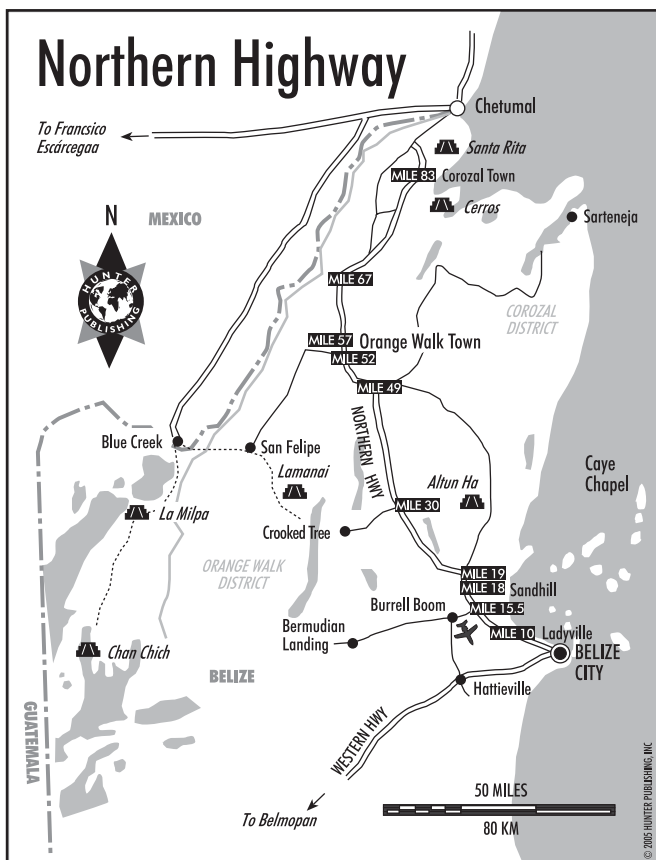 Northern Highway
To Francsico
Escárcegaa
Chetumal
Santa Rita
MILE 83
Corozal Town
Cerros
Sarteneja
N
MEXICO
HUNTER
PUBLISHING
MILE 67
COROZAL
DISTRICT
MILE 57
Orange Walk Town
MILE 52
MILE 49
NORTHERN HWY
Blue Creek
San Felipe
Lamanai
Altun Ha
Caye
Chapel
La Milpa
MILE 30
Crooked Tree
ORANGE WALK
DISTRICT
MILE 19
MILE 18
Sandhill
Burrell Boom
MILE 15.5
Bermudian
Landing
MILE 10
Ladyville
Chan Chich
BELIZE
CITY
BELIZE
Hattieville
GUATEMALA
WESTERN HWY
To Belmopan
50 MILES
80 KM
© 2005 HUNTER PUBLISHING, INC